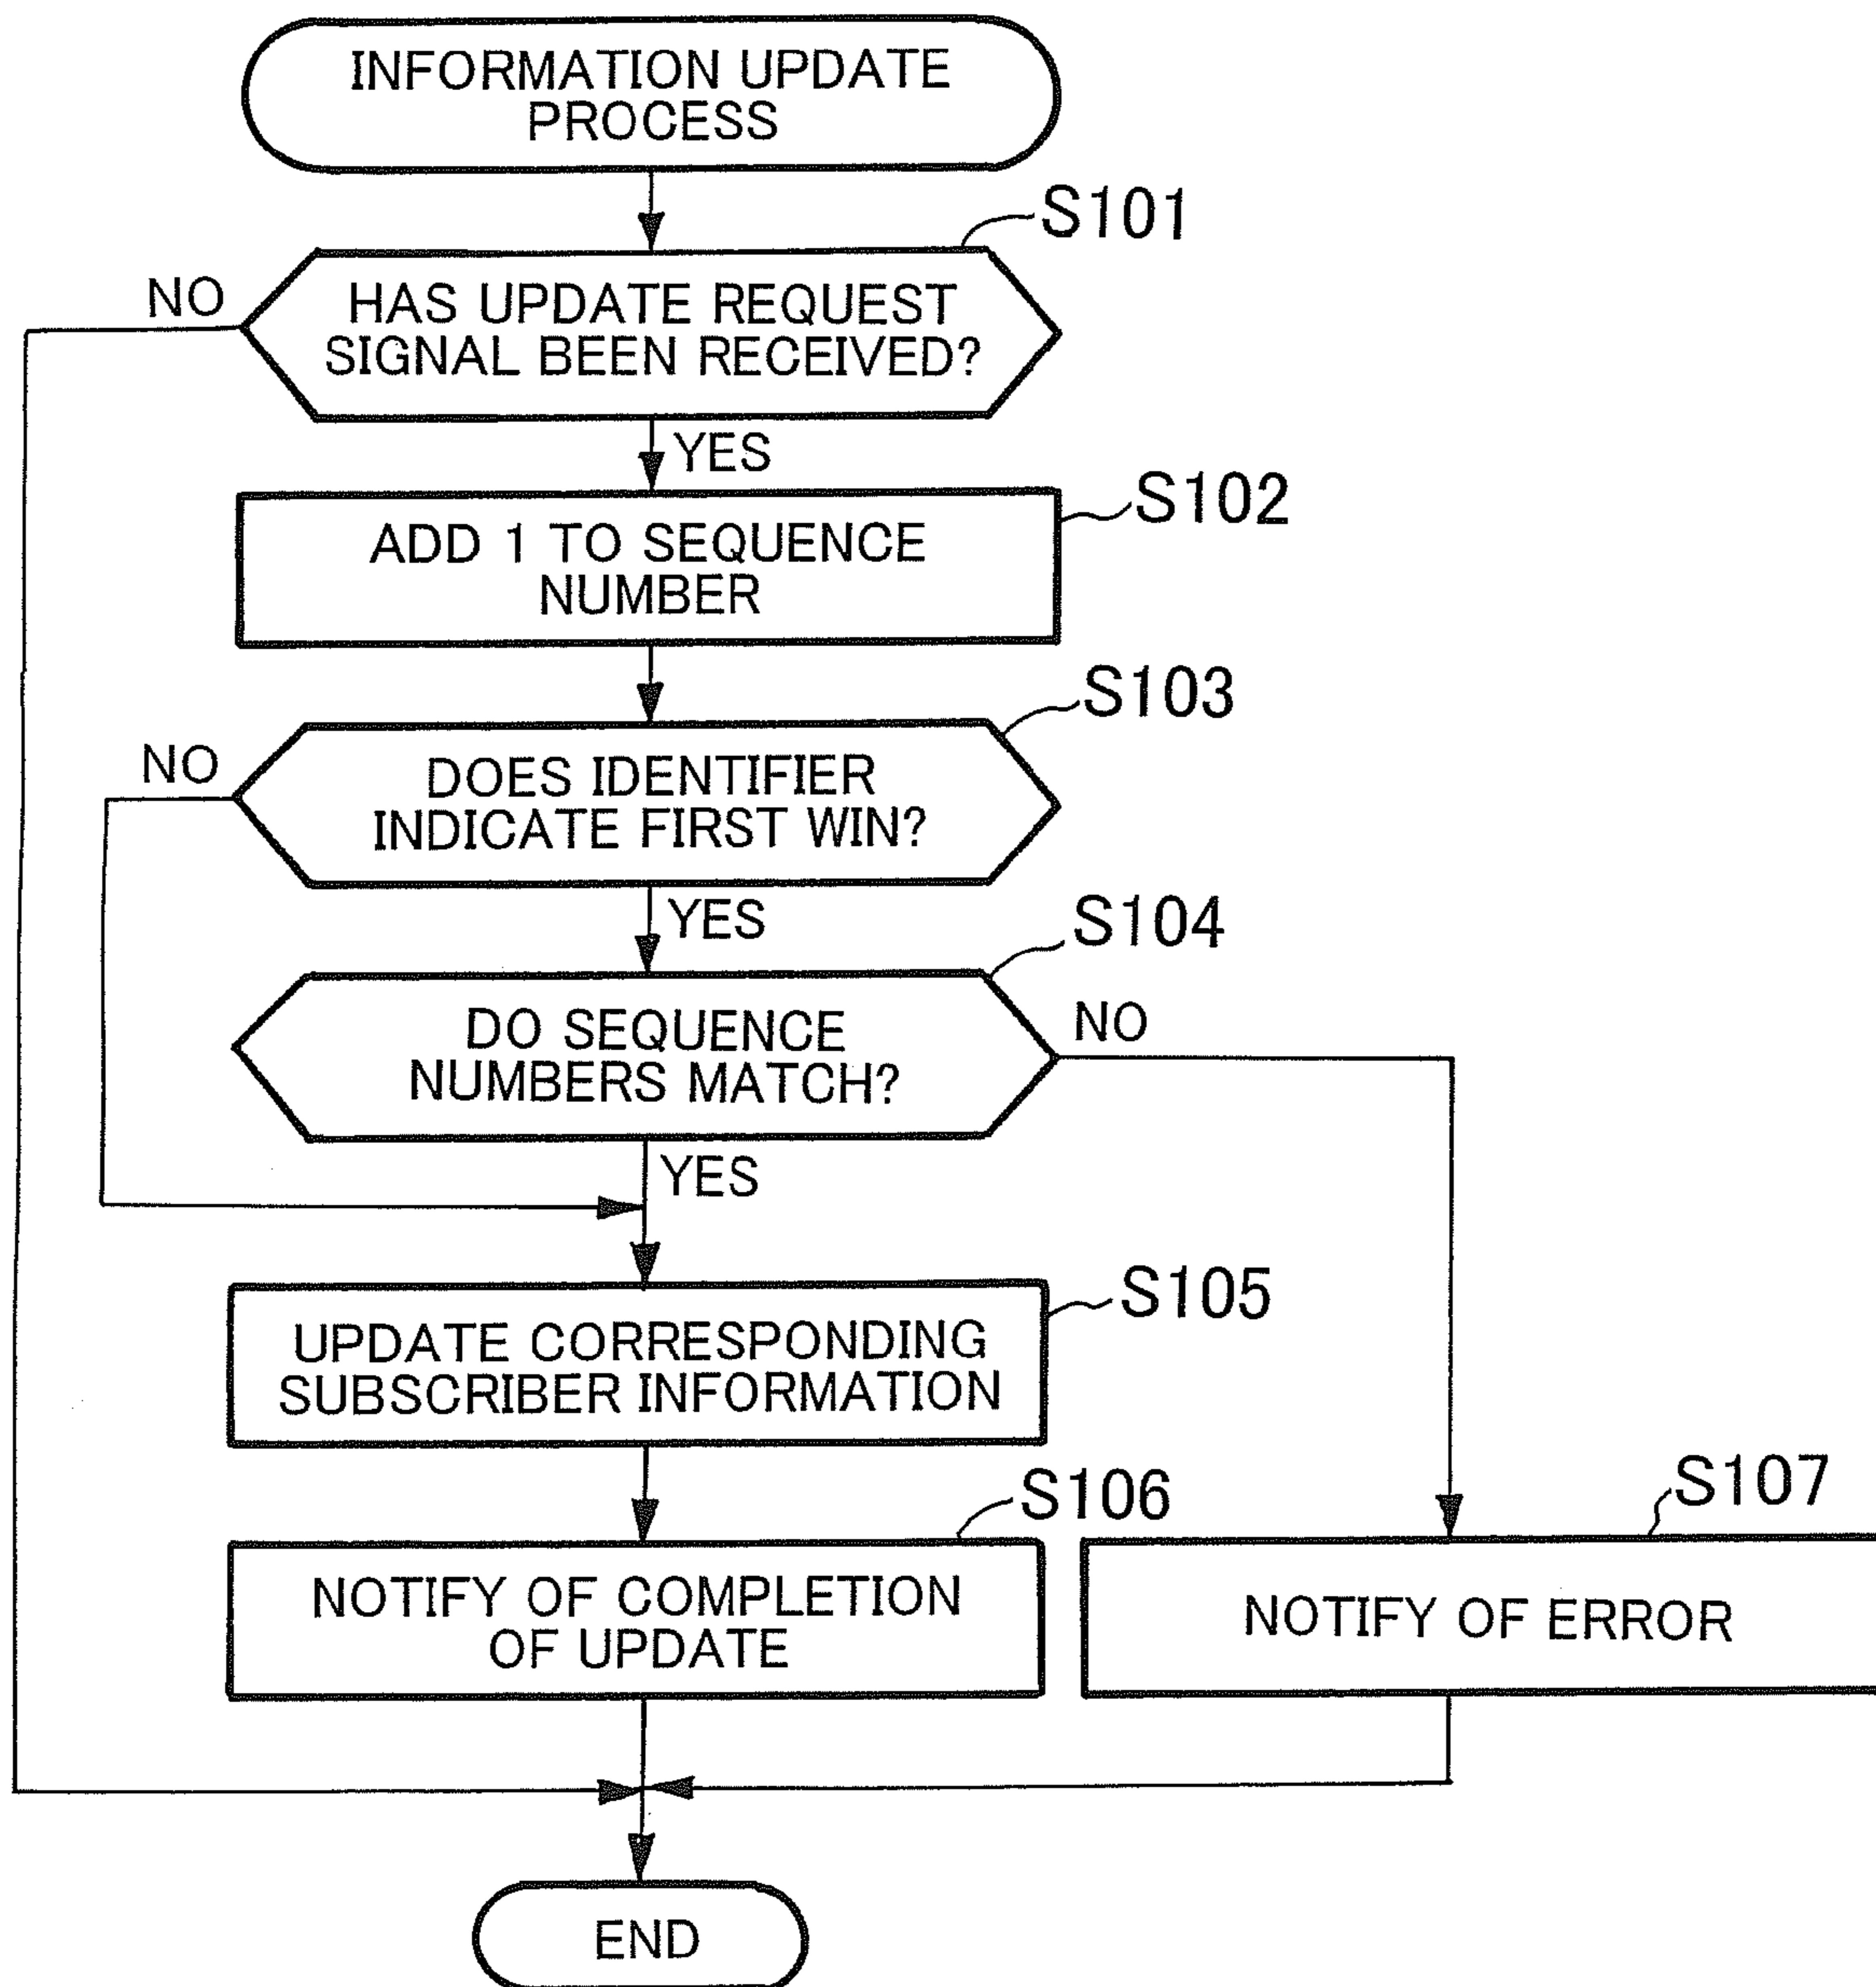 INFORMATION UPDATE
PROCESS
S101
NO
HAS UPDATE REQUEST
SIGNAL BEEN RECEIVED?
YES
S102
ADD 1 TO SEQUENCE
NUMBER
S103
NO
DOES IDENTIFIER
INDICATE FIRST WIN?
YES
S104
DO SEQUENCE
NUMBERS MATCH?
NO
YES
S105
UPDATE CORRESPONDING
SUBSCRIBER INFORMATION
S106
NOTIFY OF COMPLETION
OF UPDATE
S107
NOTIFY OF ERROR
END